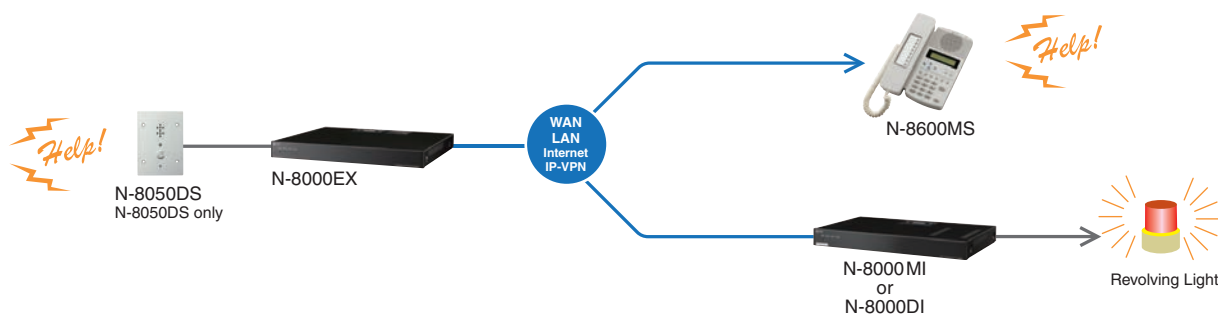 Help!
N-8050DS
N-8050DS only
N-8000EX
WAN
LAN
Internet
IP-VPN
N-8600MS
Help!
N-8000MI
or
N-8000DI
Revolving Light